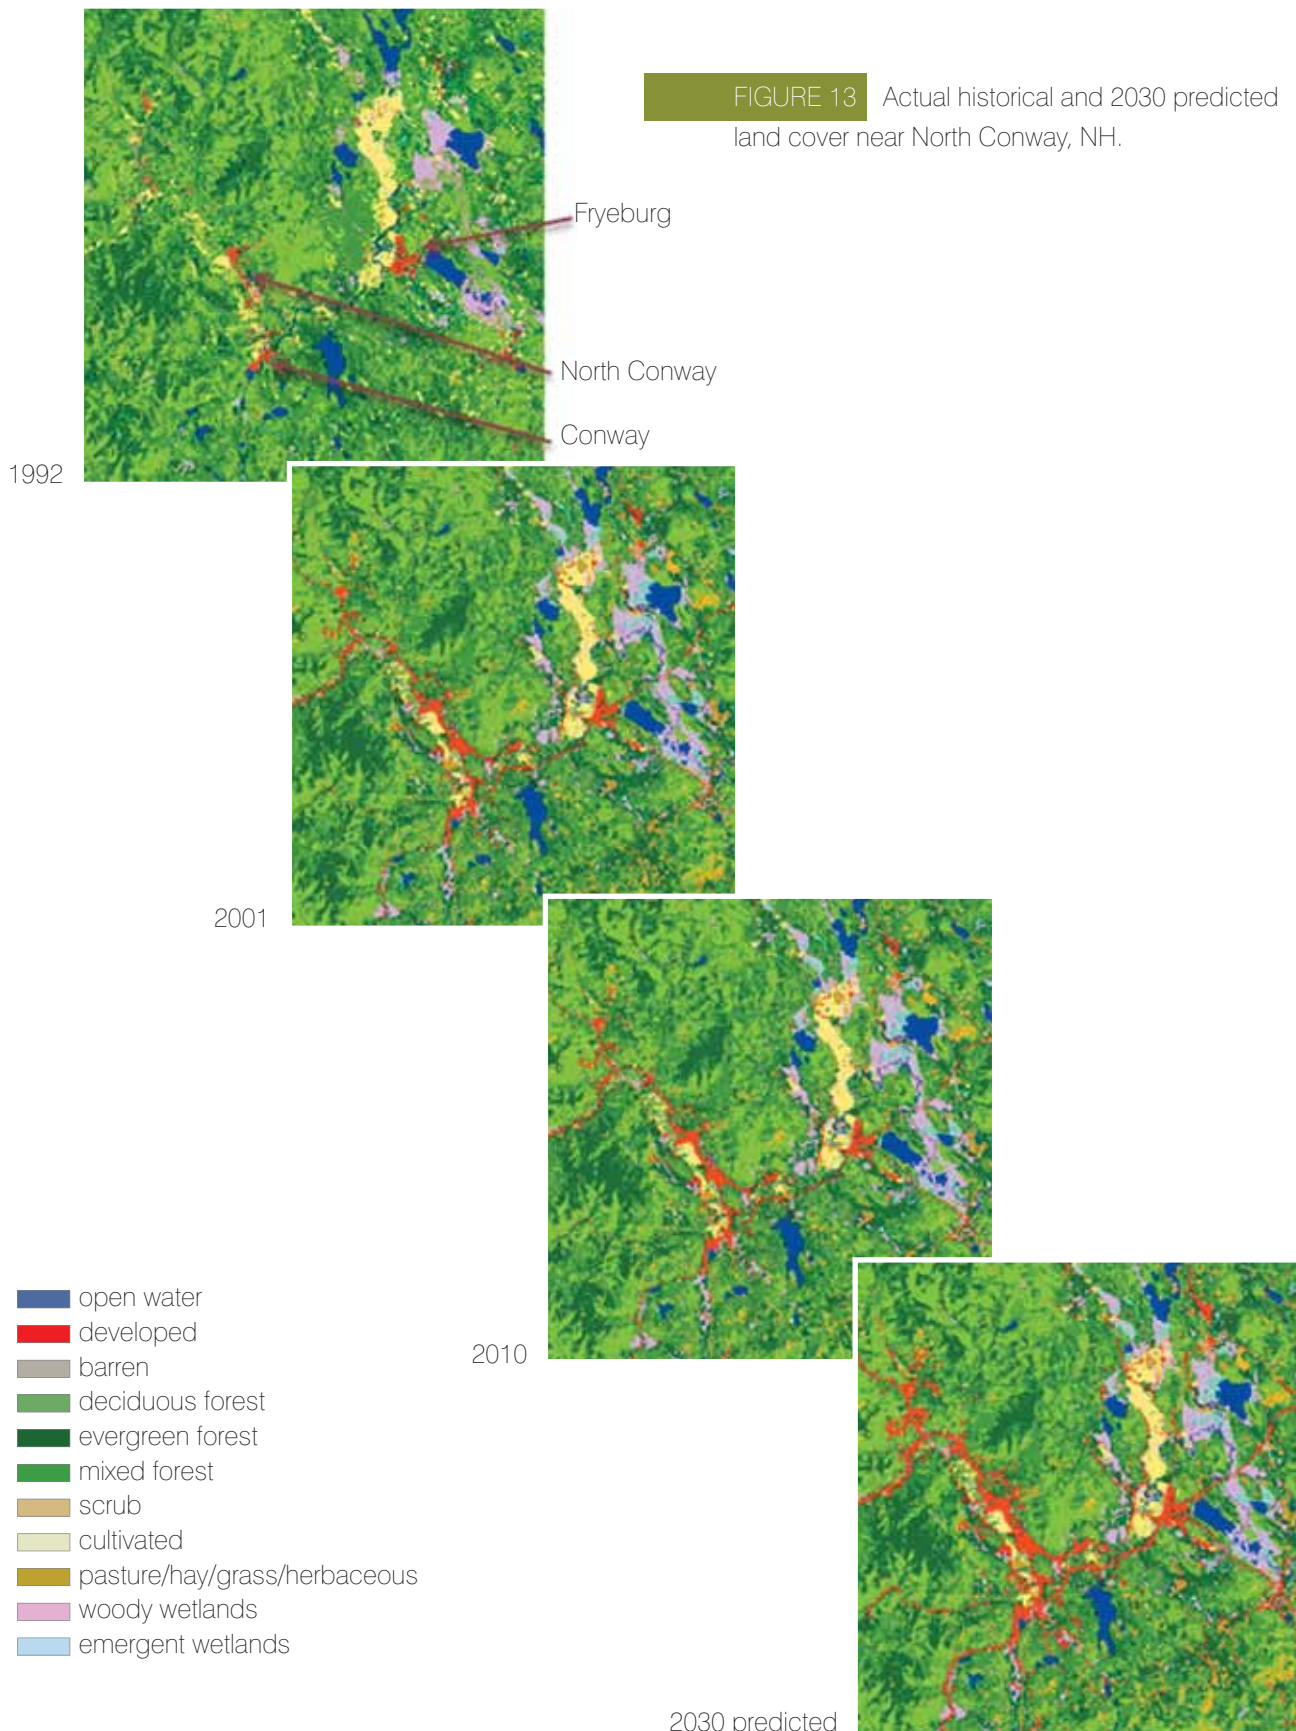 FIGURE 13 Actual historical and 2030 predicted
land cover near North Conway, NH.
Fryeburg
North Conway
Conway
1992
2001
2010
open water
developed
barren
deciduous forest
evergreen forest
mixed forest
scrub
cultivated
pasture/hay/grass/herbaceous
woody wetlands
emergent wetlands
2030 predicted